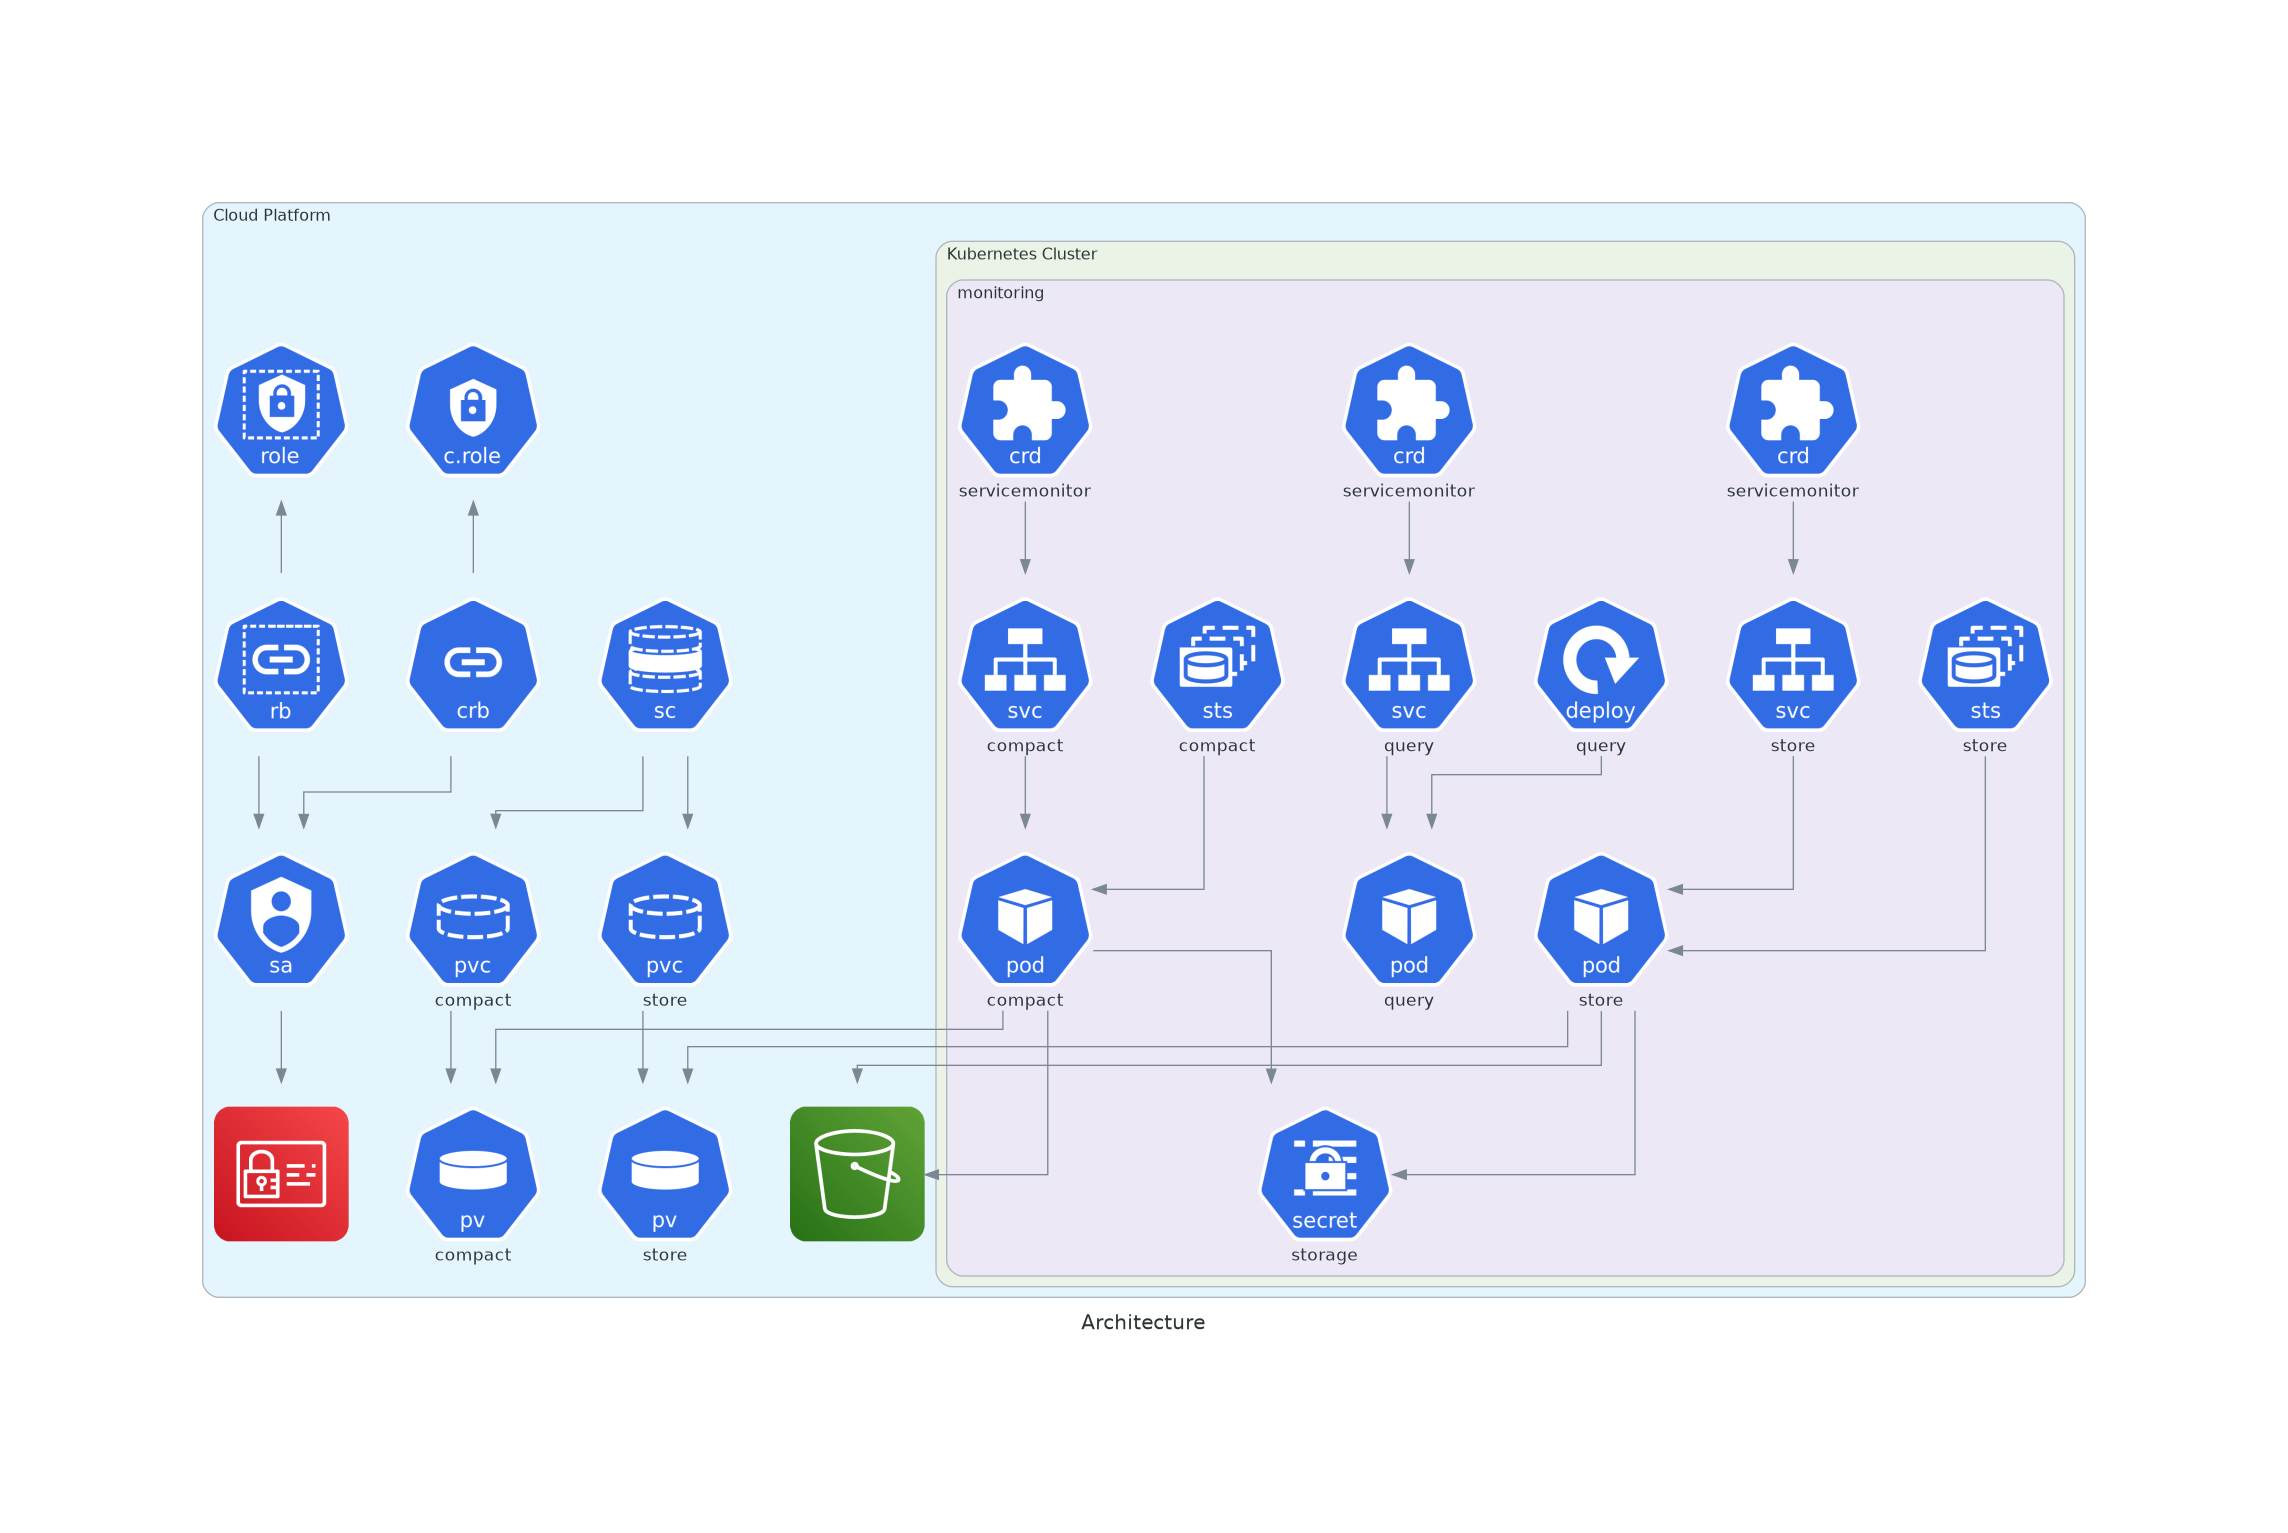 Cloud Platform
Kubernetes Cluster
monitoring
role
c.role
crd
crd
crd
servicemonitor
servicemonitor
servicemonitor
rb
crb
sc
svc
sts
svc
deploy
svc
sts
compact
compact
query
query
store
store
sa
pvc
pvc
pod
pod
pod
compact
store
compact
query
store
pv
pv
secret
compact
store
storage
Architecture